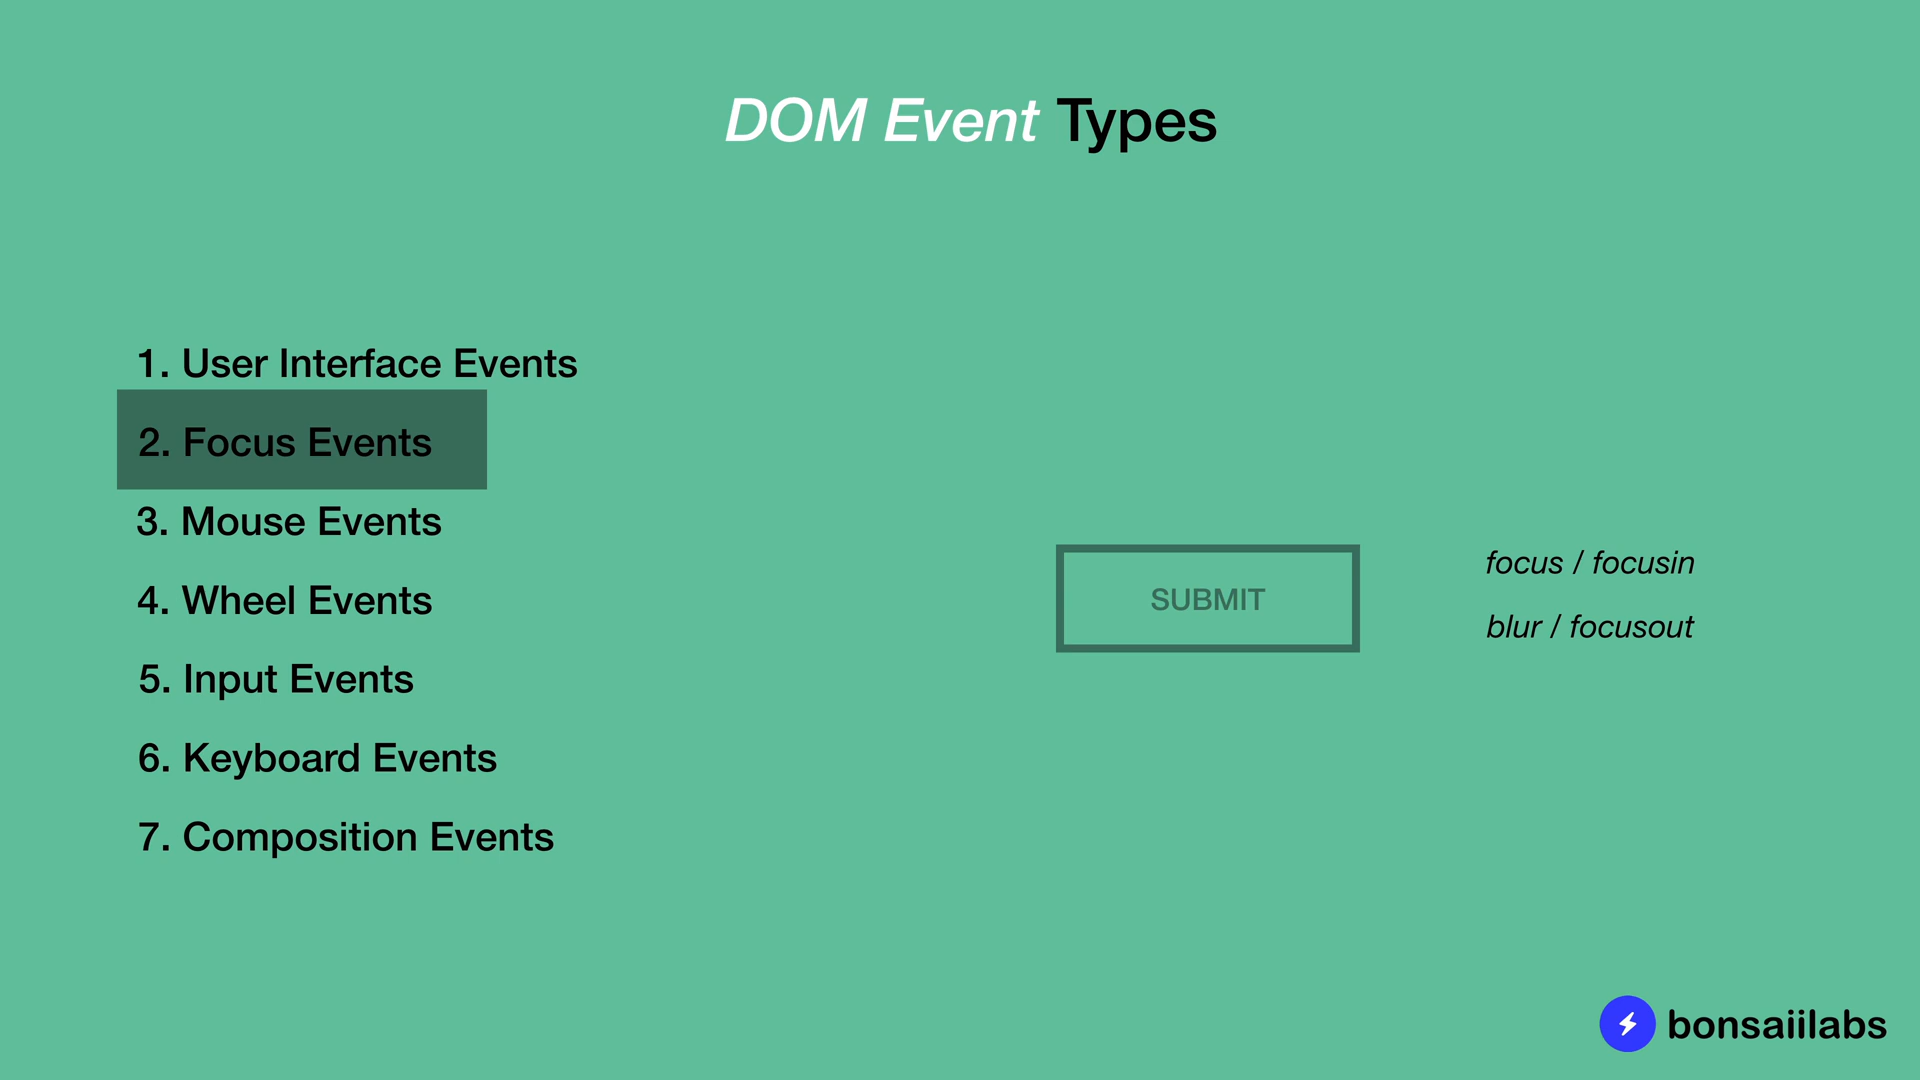 DOM Event Types
1. User Interface Events
2. Focus Events
3. Mouse Events
4. Wheel Events
5. Input Events
6. Keyboard Events
7. Composition Events
SUBMIT
focus / focusin
blur / focusout
bonsaiilabs